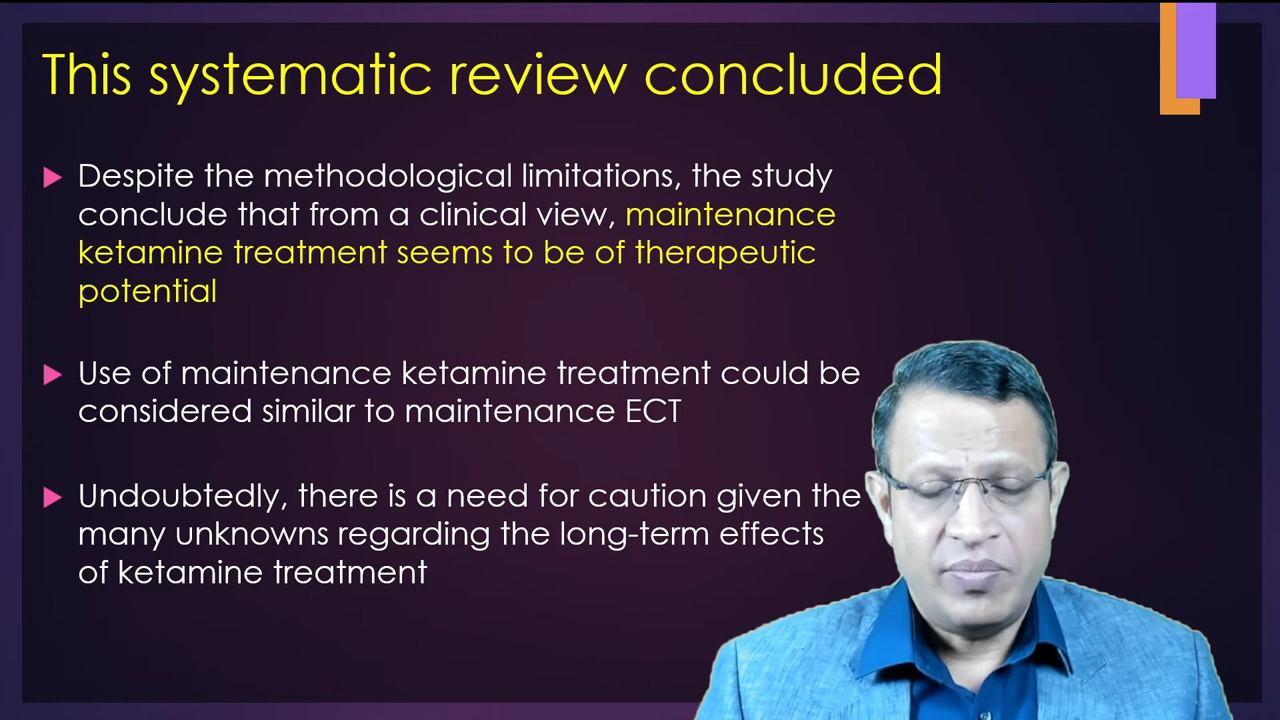 This systematic review concluded
Despite the methodological limitations, the study
conclude that from a clinical view, maintenance
ketamine treatment seems to be of therapeutic
potential
Use of maintenance ketamine treatment could be
considered similar to maintenance ECT
Undoubtedly, there is a need for caution given the
many unknowns regarding the long-term effects
of ketamine treatment